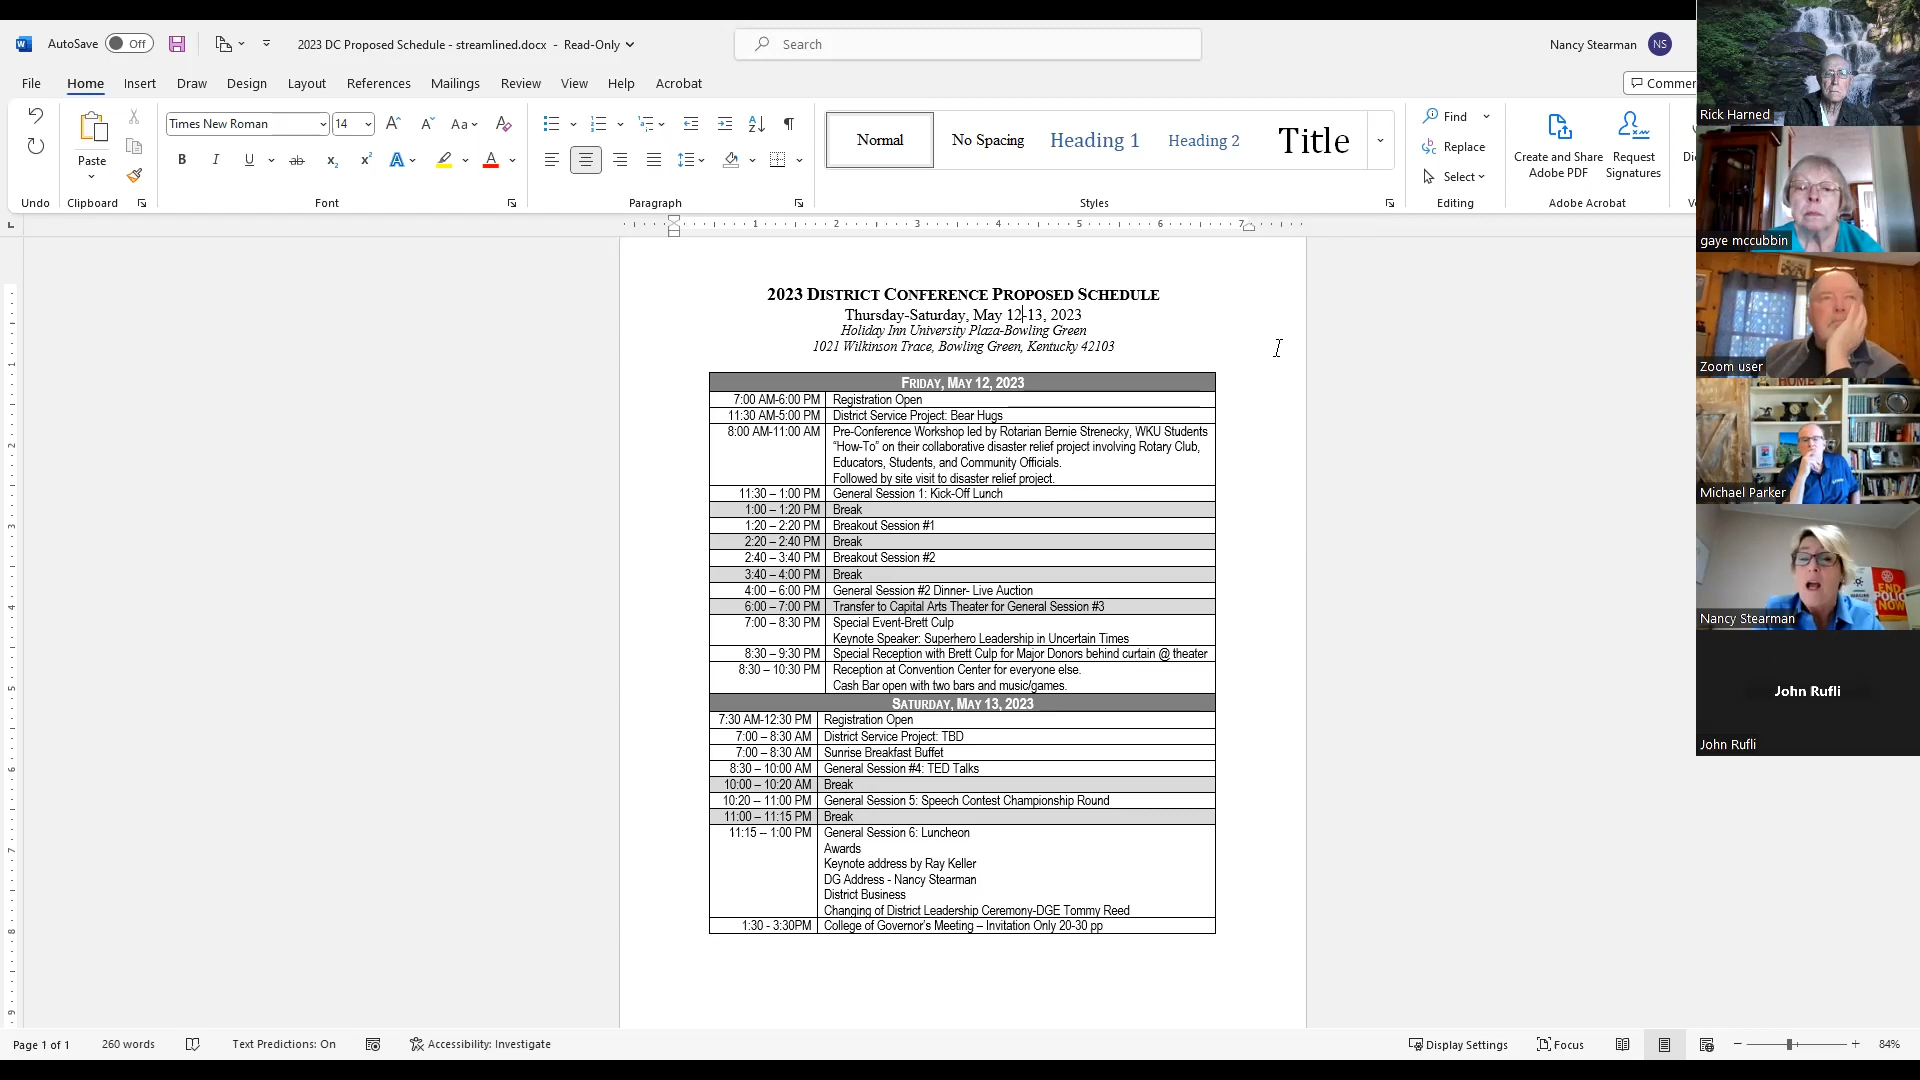 AutoSave Off 2023 DC Proposed Schedule - streamlined.docx - Read-Only Search Nancy Stearman NS
File Home Insert Draw Design Layout References Mailings Review View Help Acrobat Commen
Times New Roman 14 Aa
Normal No Spacing Heading 1 Heading 2 Title
Find
Replace
Select
Paste
Create and Share Adobe PDF
Request Signatures
Undo Clipboard Font Paragraph Styles Editing Adobe Acrobat
1 2 3 4 5 6 7
2023 DISTRICT CONFERENCE PROPOSED SCHEDULE
Thursday-Saturday, May 12-13, 2023
Holiday Inn University Plaza-Bowling Green
1021 Wilkinson Trace, Bowling Green, Kentucky 42103
FRIDAY, MAY 12, 2023
7:00 AM-6:00 PM Registration Open
11:30 AM-5:00 PM District Service Project: Bear Hugs
8:00 AM-11:00 AM Pre-Conference Workshop led by Rotarian Bernie Strenecky, WKU Students
“How-To” on their collaborative disaster relief project involving Rotary Club,
Educators, Students, and Community Officials.
Followed by site visit to disaster relief project.
11:30 – 1:00 PM General Session 1: Kick-Off Lunch
1:00 – 1:20 PM Break
1:20 – 2:20 PM Breakout Session #1
2:20 – 2:40 PM Break
2:40 – 3:40 PM Breakout Session #2
3:40 – 4:00 PM Break
4:00 – 6:00 PM General Session #2 Dinner- Live Auction
6:00 – 7:00 PM Transfer to Capital Arts Theater for General Session #3
7:00 – 8:30 PM Special Event-Brett Culp
Keynote Speaker: Superhero Leadership in Uncertain Times
8:30 – 9:30 PM Special Reception with Brett Culp for Major Donors behind curtain @ theater
8:30 – 10:30 PM Reception at Convention Center for everyone else.
Cash Bar open with two bars and music/games.
SATURDAY, MAY 13, 2023
7:30 AM-12:30 PM Registration Open
7:00 – 8:30 AM District Service Project: TBD
7:00 – 8:30 AM Sunrise Breakfast Buffet
8:30 – 10:00 AM General Session #4: TED Talks
10:00 – 10:20 AM Break
10:20 – 11:00 PM General Session 5: Speech Contest Championship Round
11:00 – 11:15 PM Break
11:15 – 1:00 PM General Session 6: Luncheon
Awards
Keynote address by Ray Keller
DG Address - Nancy Stearman
District Business
Changing of District Leadership Ceremony-DGE Tommy Reed
1:30 - 3:30PM College of Governor's Meeting – Invitation Only 20-30 pp
Rick Harned
gaye mccubbin
Zoom user
HOME
Michael Parker
END
POLIO
NOW
Nancy Stearman
John Rufli
John Rufli
Page 1 of 1 260 words Text Predictions: On Accessibility: Investigate Display Settings Focus 84%